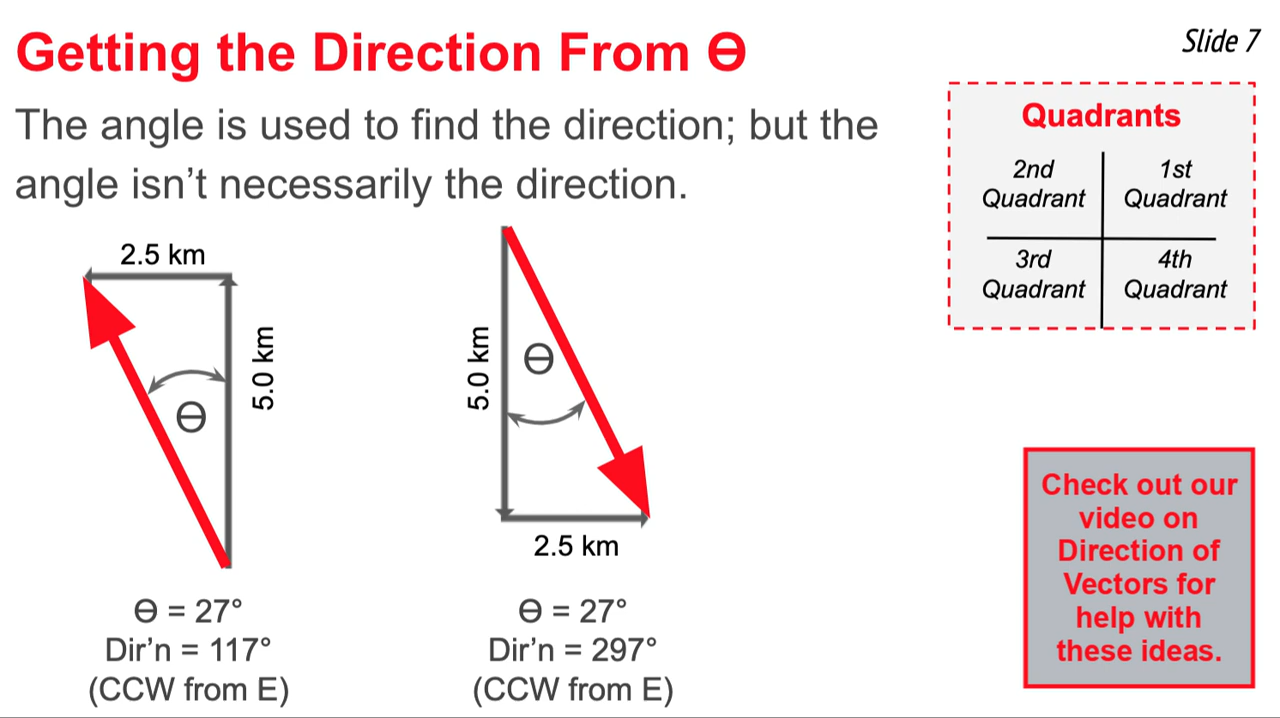 Getting the Direction From Ɵ
Slide 7
The angle is used to find the direction; but the
angle isn’t necessarily the direction.
Quadrants
2nd
Quadrant
1st
Quadrant
3rd
Quadrant
4th
Quadrant
2.5 km
5.0 km
Ɵ
Ɵ = 27°
Dir’n = 117°
(CCW from E)
5.0 km
Ɵ
2.5 km
Ɵ = 27°
Dir’n = 297°
(CCW from E)
Check out our
video on
Direction of
Vectors for
help with
these ideas.